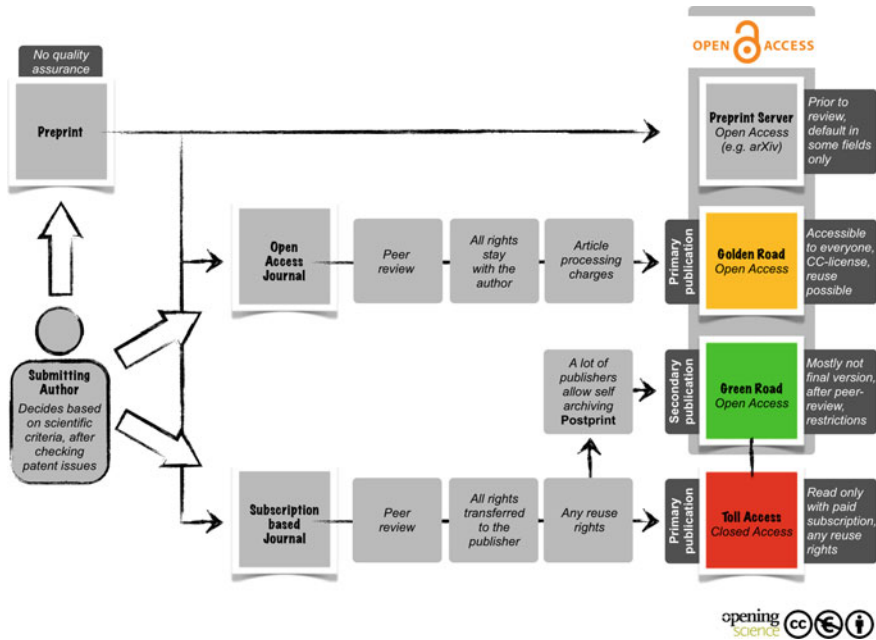 OPEN ACCESS
No quality
assurance
Preprint
Preprint Server
Open Access
(e.g. arXiv)
Prior to
review,
default in
some fields
only
Open
Access
Journal
Peer
review
All rights
stay
with the
author
Article
processing
charges
Primary
publication
Golden Road
Open Access
Accessible
to everyone,
CC-license,
reuse
possible
Submitting
Author
Decides based
on scientific
criteria, after
checking
patent issues
A lot of
publishers
allow self
archiving
Postprint
Secondary
publication
Green Road
Open Access
Mostly not
final version,
after peer-
review,
restrictions
Subscription
based
Journal
Peer
review
All rights
transferred
to the
publisher
Any reuse
rights
Primary
publication
Toll Access
Closed Access
Read only
with paid
subscription,
any reuse
rights
opening
science
cc